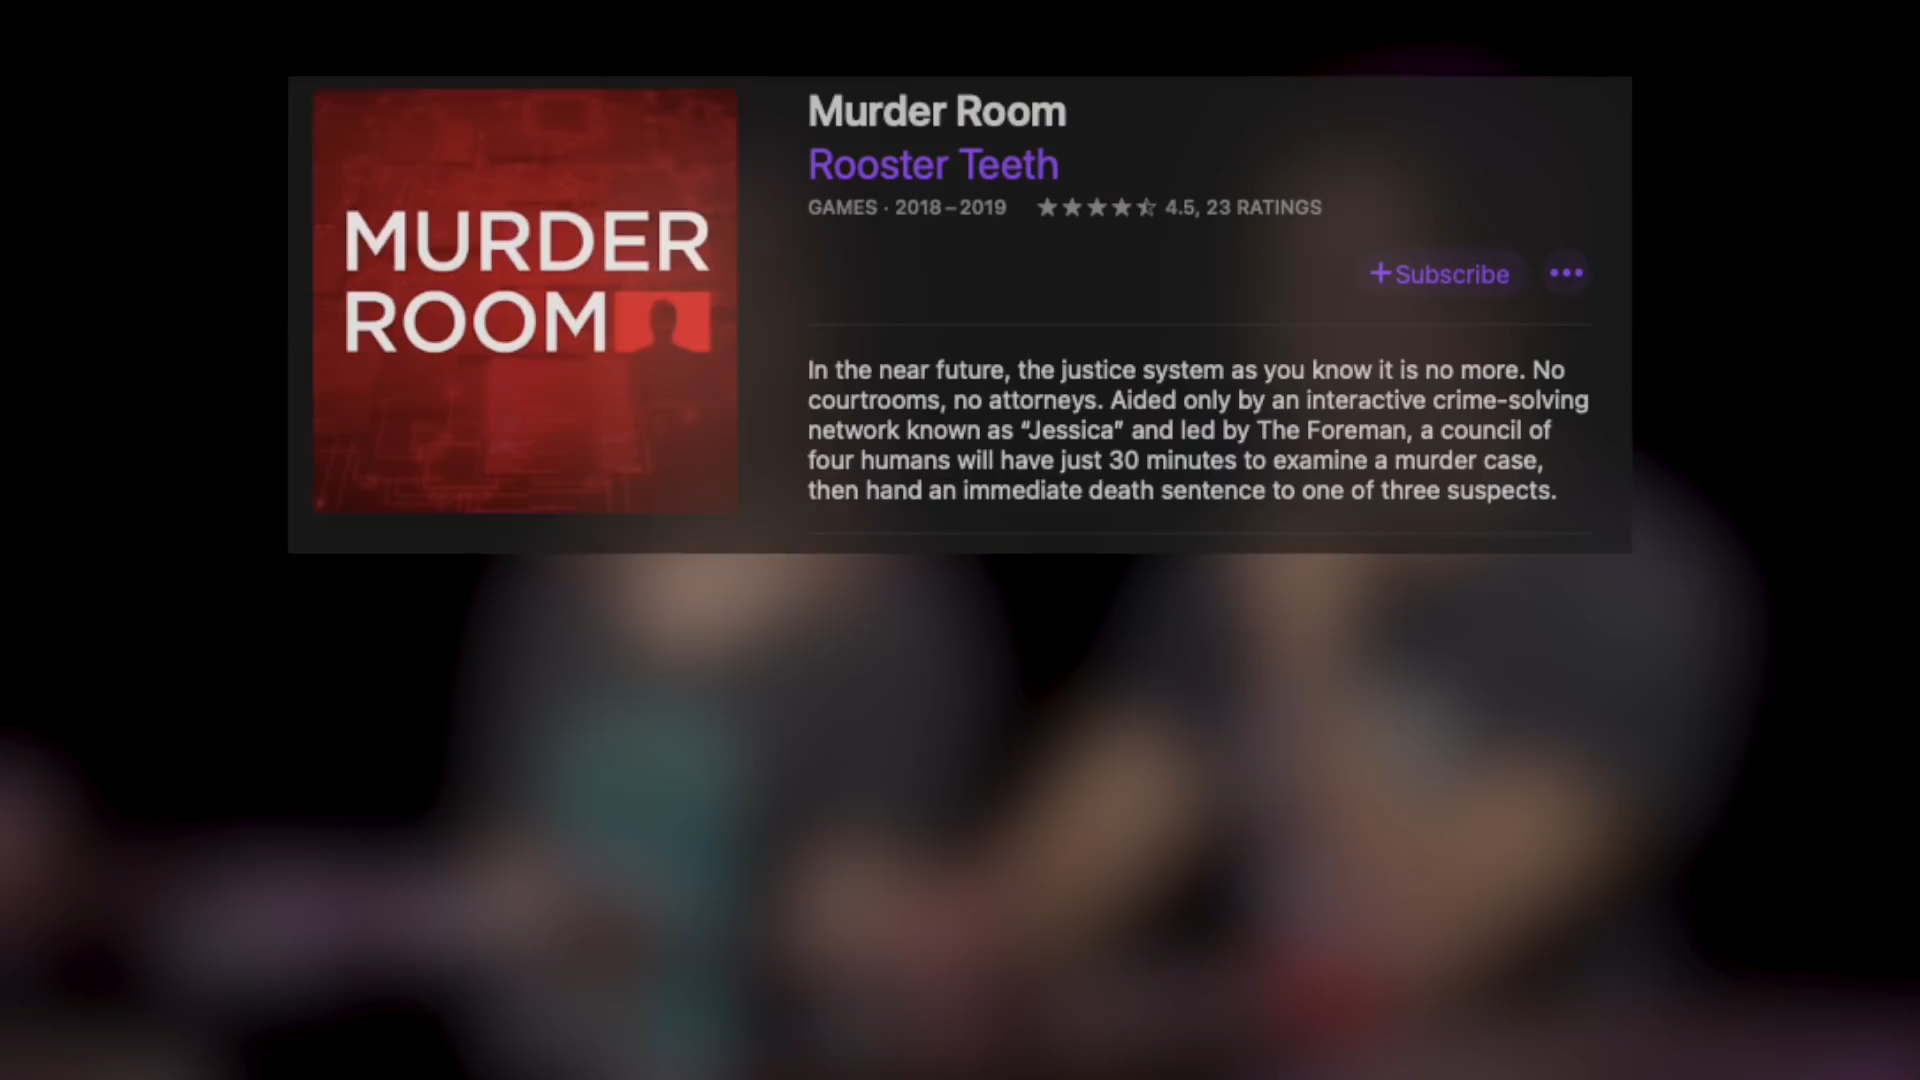 MURDER
ROOM
Murder Room
Rooster Teeth
GAMES · 2018–2019 ★★★★⯪ 4.5, 23 RATINGS
+Subscribe •••
In the near future, the justice system as you know it is no more. No
courtrooms, no attorneys. Aided only by an interactive crime-solving
network known as “Jessica” and led by The Foreman, a council of
four humans will have just 30 minutes to examine a murder case,
then hand an immediate death sentence to one of three suspects.